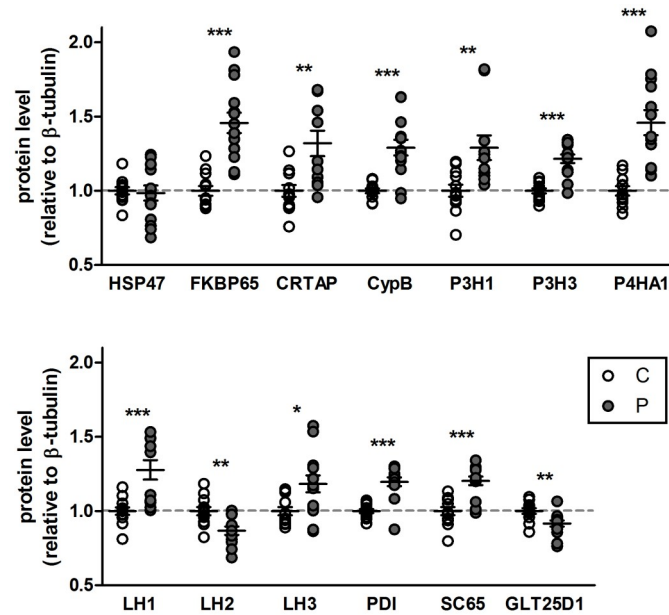 protein level
(relative to β-tubulin)
2.0
1.5
1.0
0.5
***
**
***
**
***
***
HSP47 FKBP65 CRTAP CypB P3H1 P3H3 P4HA1
protein level
(relative to β-tubulin)
2.0
1.5
1.0
0.5
***
**
*
***
***
**
LH1 LH2 LH3 PDI SC65 GLT25D1
C
P